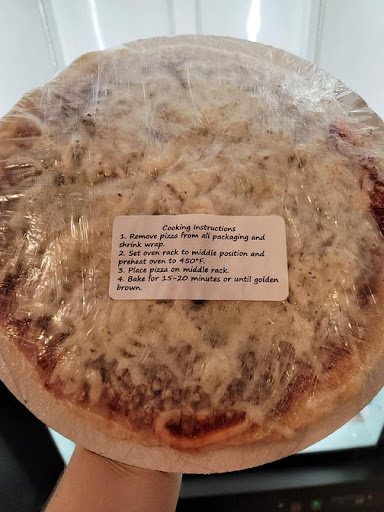 Cooking Instructions
1. Remove pizza from all packaging and
shrink wrap.
2. Set oven rack to middle position and
preheat oven to 450°F.
3. Place pizza on middle rack.
4. Bake for 15-20 minutes or until golden
brown.